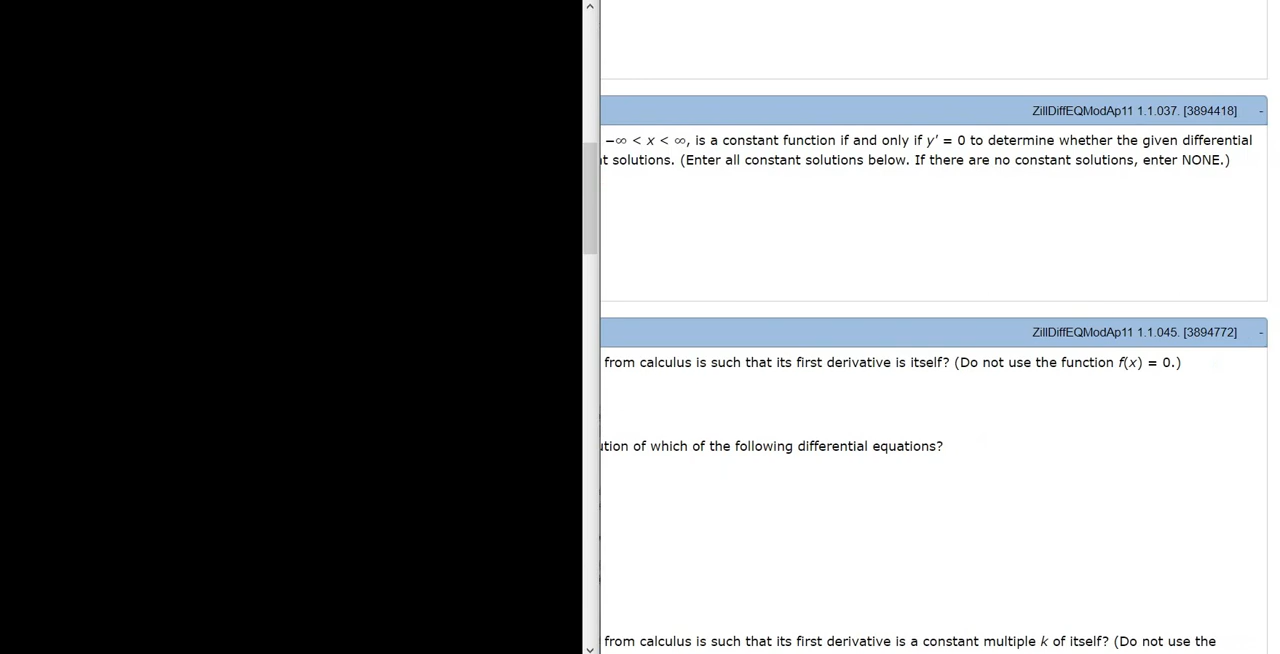 ZillDiffEQModAp11 1.1.037. [3894418] -
−∞ < x < ∞, is a constant function if and only if y′ = 0 to determine whether the given differential
solutions. (Enter all constant solutions below. If there are no constant solutions, enter NONE.)
ZillDiffEQModAp11 1.1.045. [3894772] -
from calculus is such that its first derivative is itself? (Do not use the function f(x) = 0.)
of which of the following differential equations?
from calculus is such that its first derivative is a constant multiple k of itself? (Do not use the